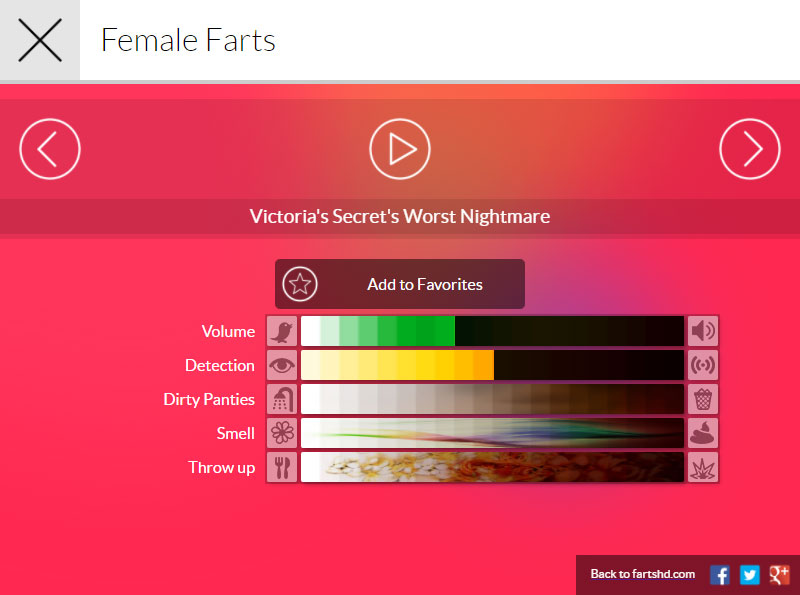 Female Farts
Victoria's Secret's Worst Nightmare
Add to Favorites
Volume
Detection
Dirty Panties
Smell
Throw up
Back to fartshd.com